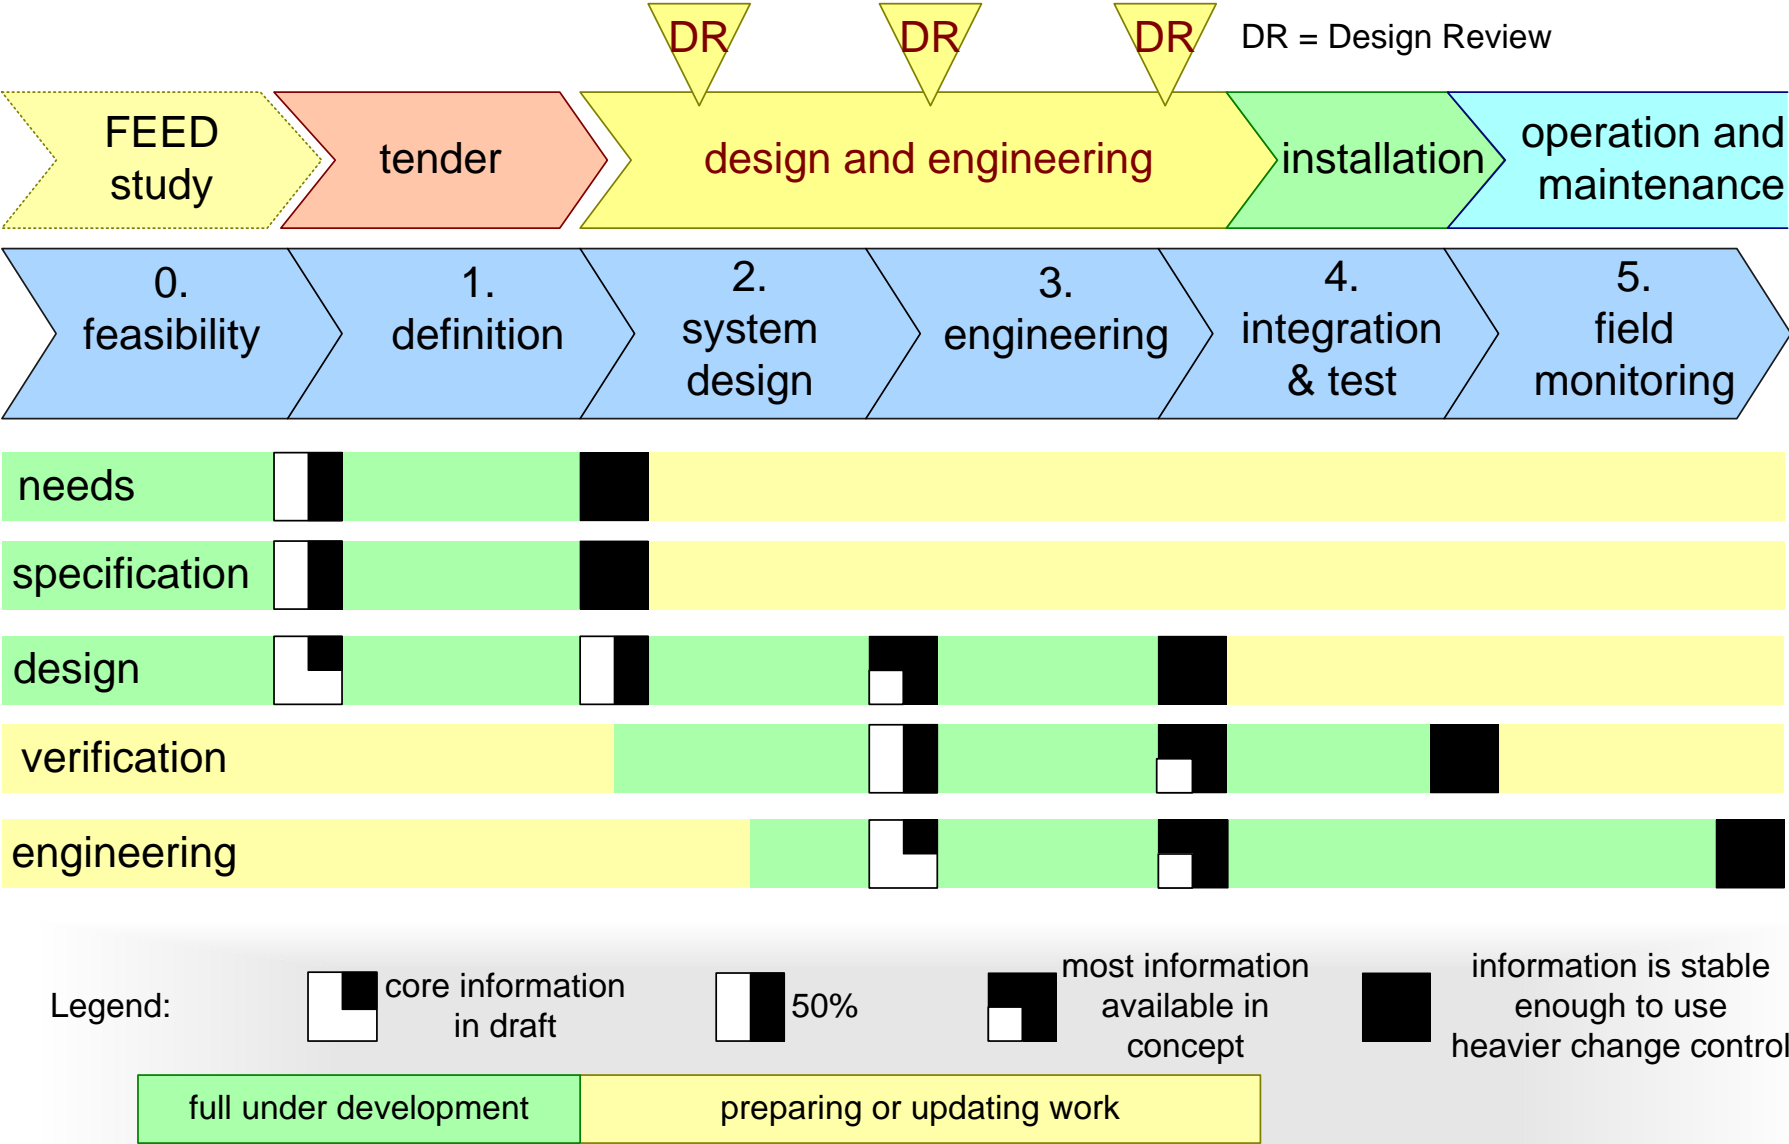 DR
DR
DR
DR = Design Review
FEED
study
tender
design and engineering
installation
operation and
maintenance
0.
feasibility
1.
definition
2.
system
design
3.
engineering
4.
integration
& test
5.
field
monitoring
needs
specification
design
verification
engineering
Legend:
core information
in draft
50%
most information
available in
concept
information is stable
enough to use
heavier change control
full under development
preparing or updating work